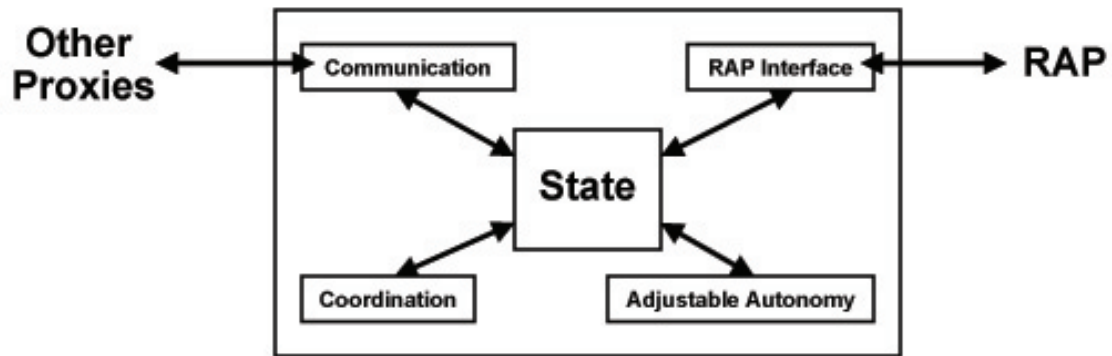 Other
Proxies
Communication
RAP Interface
RAP
State
Coordination
Adjustable Autonomy